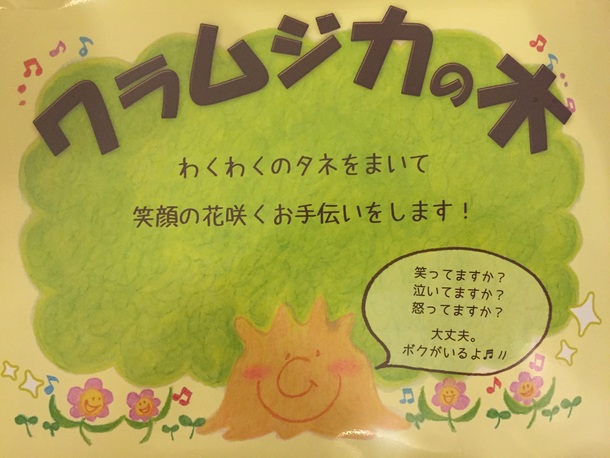 ワラムジカの木
わくわくのタネをまいて
笑顔の花咲くお手伝いをします！
笑ってますか？
泣いてますか？
怒ってますか？
大丈夫。
ボクがいるよ♬〃